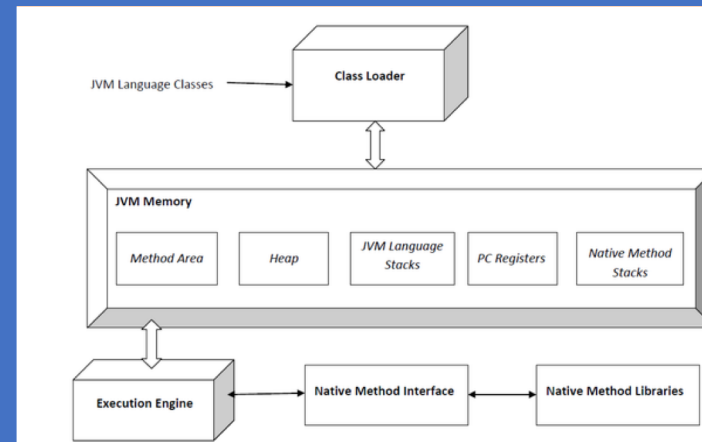 Class Loader
JVM Language Classes
JVM Memory
Method Area
Heap
JVM Language
Stacks
PC Registers
Native Method
Stacks
Execution Engine
Native Method Interface
Native Method Libraries